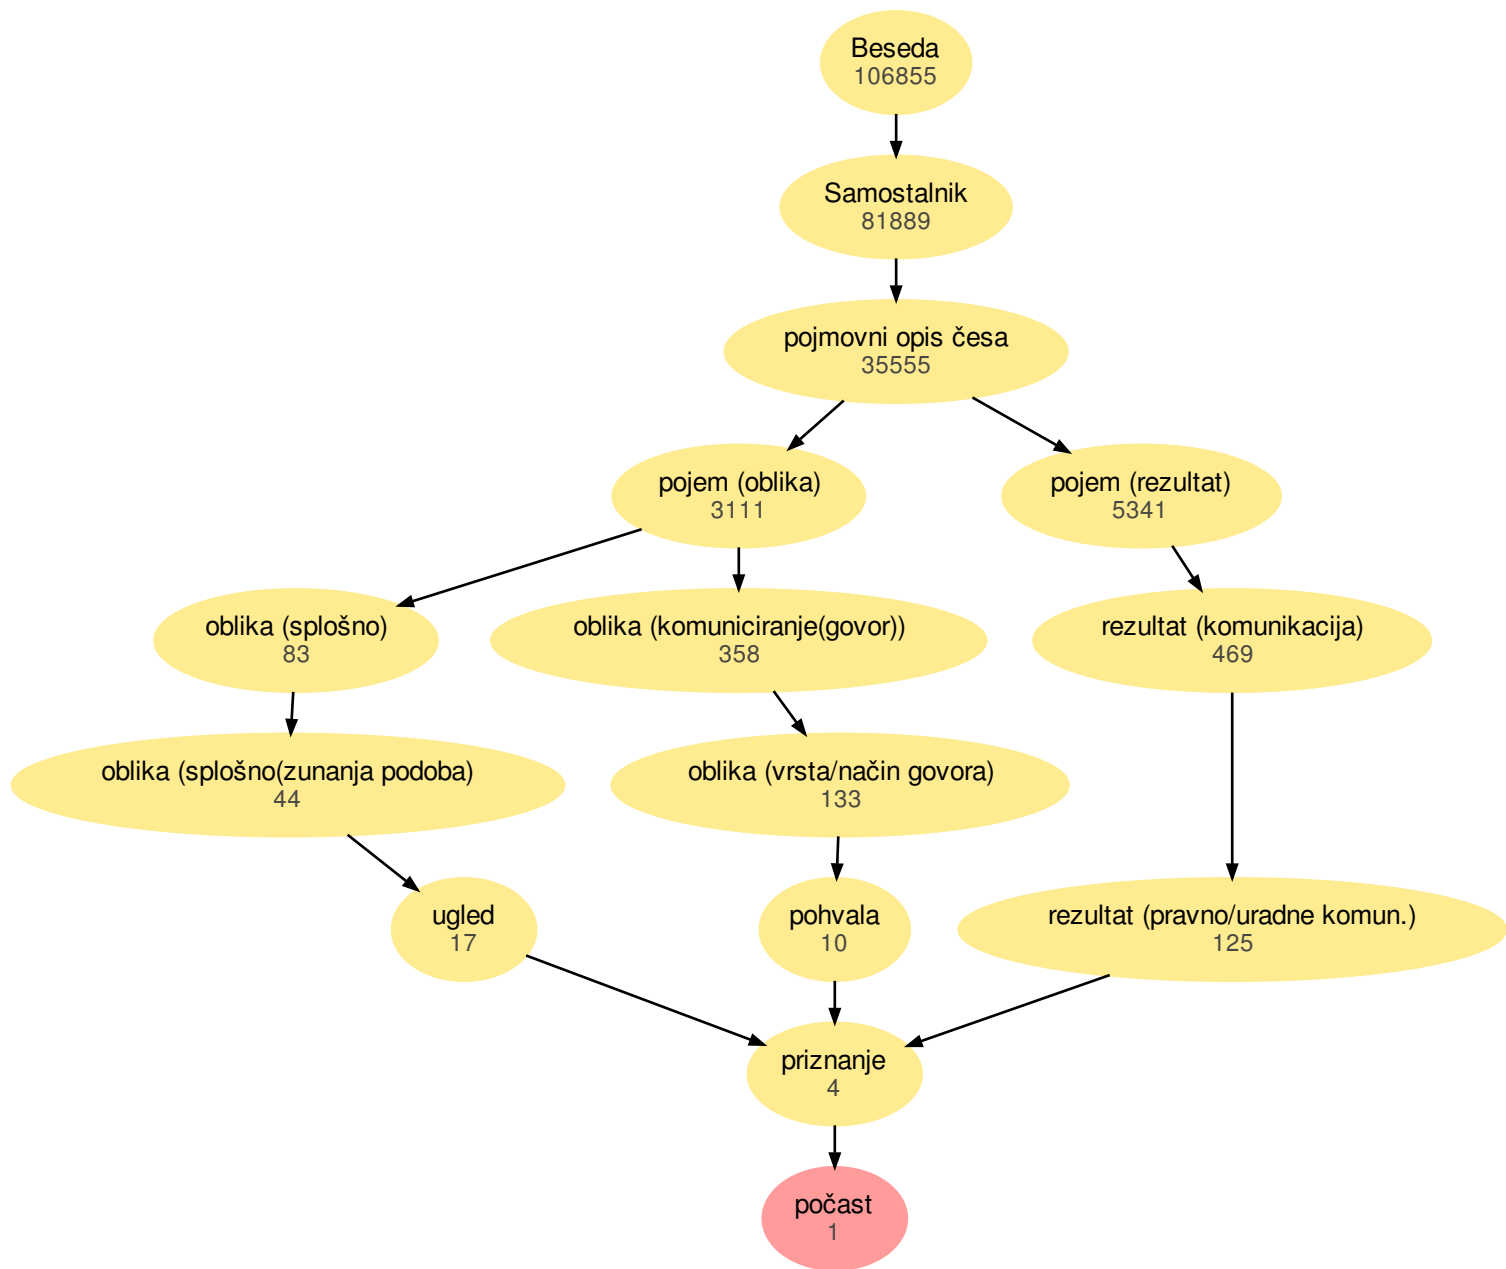 Beseda
106855
Samostalnik
81889
pojmovni opis česa
35555
pojem (oblika)
3111
pojem (rezultat)
5341
oblika (splošno)
83
oblika (komuniciranje(govor))
358
rezultat (komunikacija)
469
oblika (splošno(zunanja podoba)
44
oblika (vrsta/način govora)
133
ugled
17
pohvala
10
rezultat (pravno/uradne komun.)
125
priznanje
4
počast
1